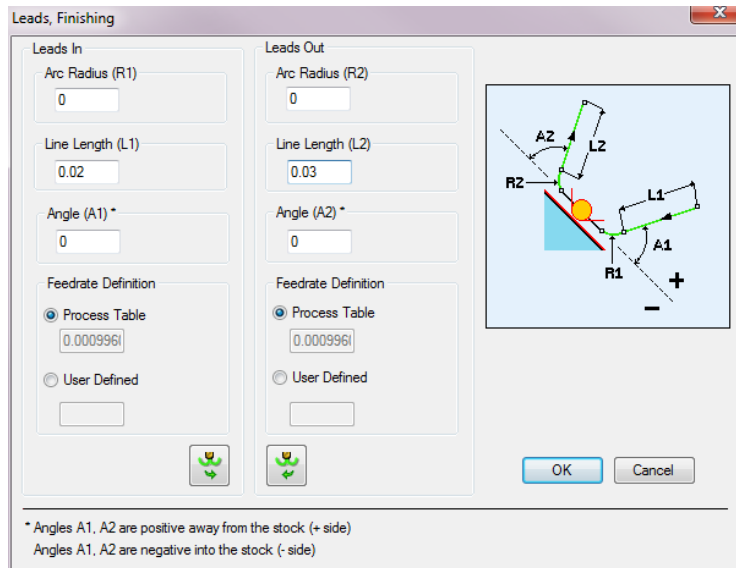 Leads, Finishing
Leads In
Arc Radius (R1)
0
Line Length (L1)
0.02
Angle (A1) *
0
Feedrate Definition
Process Table
0.000996(
User Defined
Leads Out
Arc Radius (R2)
0
Line Length (L2)
0.03
Angle (A2) *
0
Feedrate Definition
Process Table
0.000996(
User Defined
A2
L2
R2
L1
A1
R1
+
−
OK
Cancel
* Angles A1, A2 are positive away from the stock (+ side)
Angles A1, A2 are negative into the stock (- side)